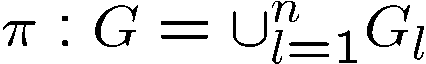 π : G = ∪_{l=1}^{n} G_l